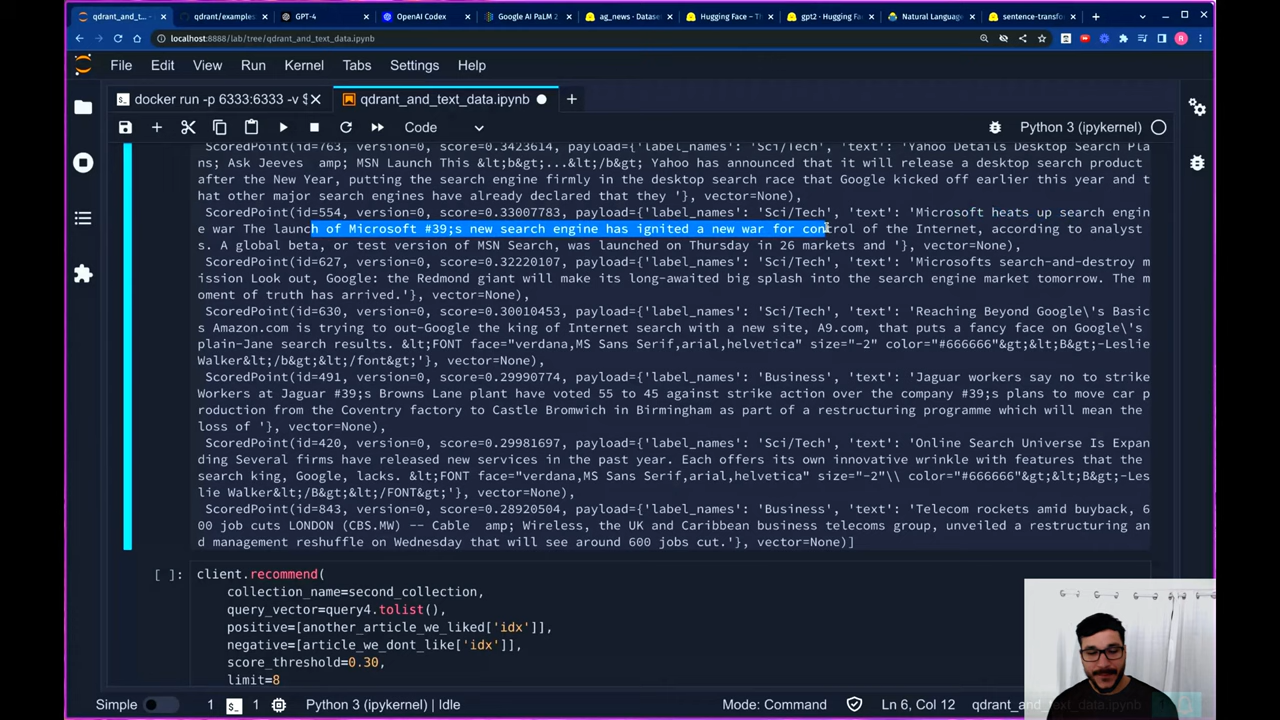 qdrant_and_t...
qdrant/examples
GPT-4
OpenAI Codex
Google AI PaLM 2
ag_news · Datase
Hugging Face – Th
gpt2 · Hugging Fac
Natural Language
sentence-transfo
localhost:8888/lab/tree/qdrant_and_text_data.ipynb
File Edit View Run Kernel Tabs Settings Help
docker run -p 6333:6333 -v $
qdrant_and_text_data.ipynb
Code
Python 3 (ipykernel)
ScoredPoint(id=763, version=0, score=0.3423614, payload={'label_names': 'Sci/Tech', 'text': 'Yahoo Details Desktop Search Pla
ns; Ask Jeeves  amp; MSN Launch This &lt;b&gt;...&lt;/b&gt; Yahoo has announced that it will release a desktop search product
after the New Year, putting the search engine firmly in the desktop search race that Google kicked off earlier this year and t
hat other major search engines have already declared that they '}, vector=None),
ScoredPoint(id=554, version=0, score=0.33007783, payload={'label_names': 'Sci/Tech', 'text': 'Microsoft heats up search engin
e war The launch of Microsoft #39;s new search engine has ignited a new war for control of the Internet, according to analyst
s. A global beta, or test version of MSN Search, was launched on Thursday in 26 markets and '}, vector=None),
ScoredPoint(id=627, version=0, score=0.32220107, payload={'label_names': 'Sci/Tech', 'text': 'Microsofts search-and-destroy m
ission Look out, Google: the Redmond giant will make its long-awaited big splash into the search engine market tomorrow. The m
oment of truth has arrived.'}, vector=None),
ScoredPoint(id=630, version=0, score=0.30010453, payload={'label_names': 'Sci/Tech', 'text': 'Reaching Beyond Google\'s Basic
s Amazon.com is trying to out-Google the king of Internet search with a new site, A9.com, that puts a fancy face on Google\'s
plain-Jane search results. &lt;FONT face="verdana,MS Sans Serif,arial,helvetica" size="-2" color="#666666"&gt;&lt;B&gt;-Leslie
Walker&lt;/b&gt;&lt;/font&gt;'}, vector=None),
ScoredPoint(id=491, version=0, score=0.29990774, payload={'label_names': 'Business', 'text': 'Jaguar workers say no to strike
Workers at Jaguar #39;s Browns Lane plant have voted 55 to 45 against strike action over the company #39;s plans to move car p
roduction from the Coventry factory to Castle Bromwich in Birmingham as part of a restructuring programme which will mean the
loss of '}, vector=None),
ScoredPoint(id=420, version=0, score=0.29981697, payload={'label_names': 'Sci/Tech', 'text': 'Online Search Universe Is Expan
ding Several firms have released new services in the past year. Each offers its own innovative wrinkle with features that the
search king, Google, lacks. &lt;FONT face="verdana,MS Sans Serif,arial,helvetica" size="-2"\\ color="#666666"&gt;&lt;B&gt;-Les
lie Walker&lt;/B&gt;&lt;/FONT&gt;'}, vector=None),
ScoredPoint(id=843, version=0, score=0.28920504, payload={'label_names': 'Business', 'text': 'Telecom rockets amid buyback, 6
00 job cuts LONDON (CBS.MW) -- Cable  amp; Wireless, the UK and Caribbean business telecoms group, unveiled a restructuring an
d management reshuffle on Wednesday that will see around 600 jobs cut.'}, vector=None)]
[ ]: client.recommend(
collection_name=second_collection,
query_vector=query4.tolist(),
positive=[another_article_we_liked['idx']],
negative=[article_we_dont_like['idx']],
score_threshold=0.30,
limit=8
Simple 1 1 Python 3 (ipykernel) | Idle Mode: Command Ln 6, Col 12 qdrant_and_text_data.ipynb